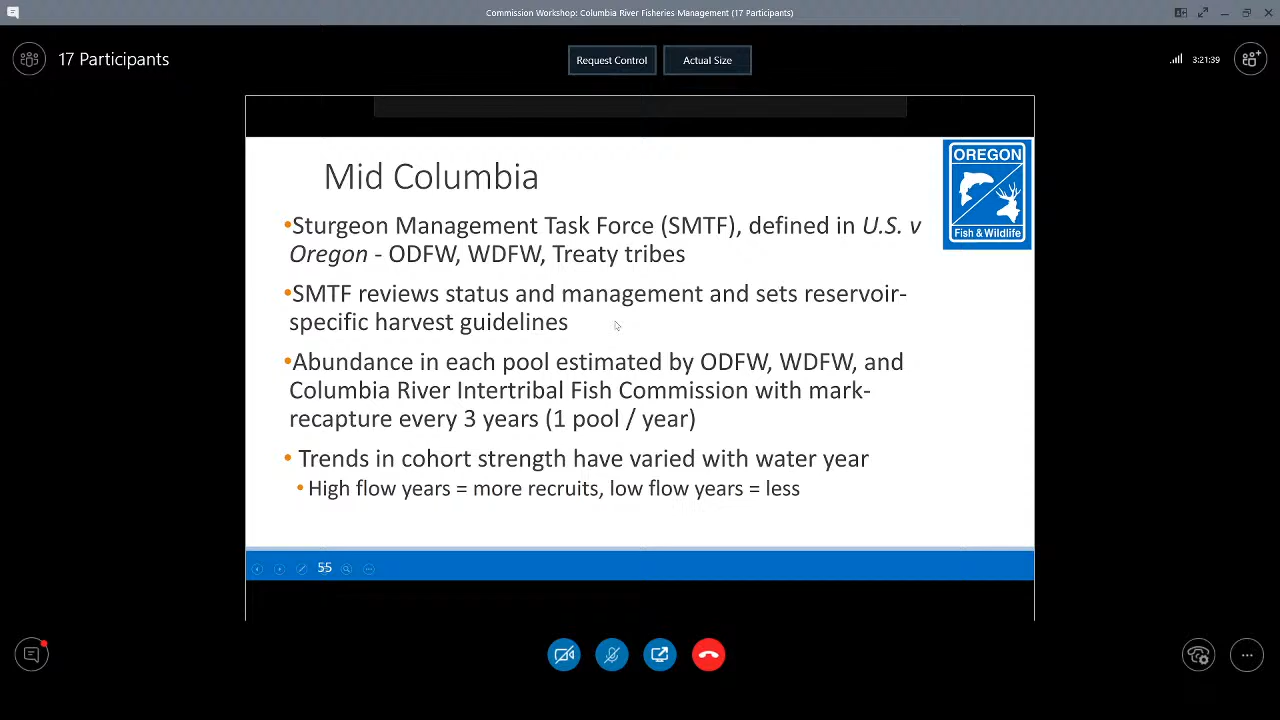 Commission Workshop: Columbia River Fisheries Management (17 Participants)
17 Participants
Request Control
Actual Size
3:21:39
Mid Columbia
OREGON
Fish & Wildlife
•Sturgeon Management Task Force (SMTF), defined in U.S. v
Oregon - ODFW, WDFW, Treaty tribes
•SMTF reviews status and management and sets reservoir-
specific harvest guidelines
•Abundance in each pool estimated by ODFW, WDFW, and
Columbia River Intertribal Fish Commission with mark-
recapture every 3 years (1 pool / year)
• Trends in cohort strength have varied with water year
• High flow years = more recruits, low flow years = less
55